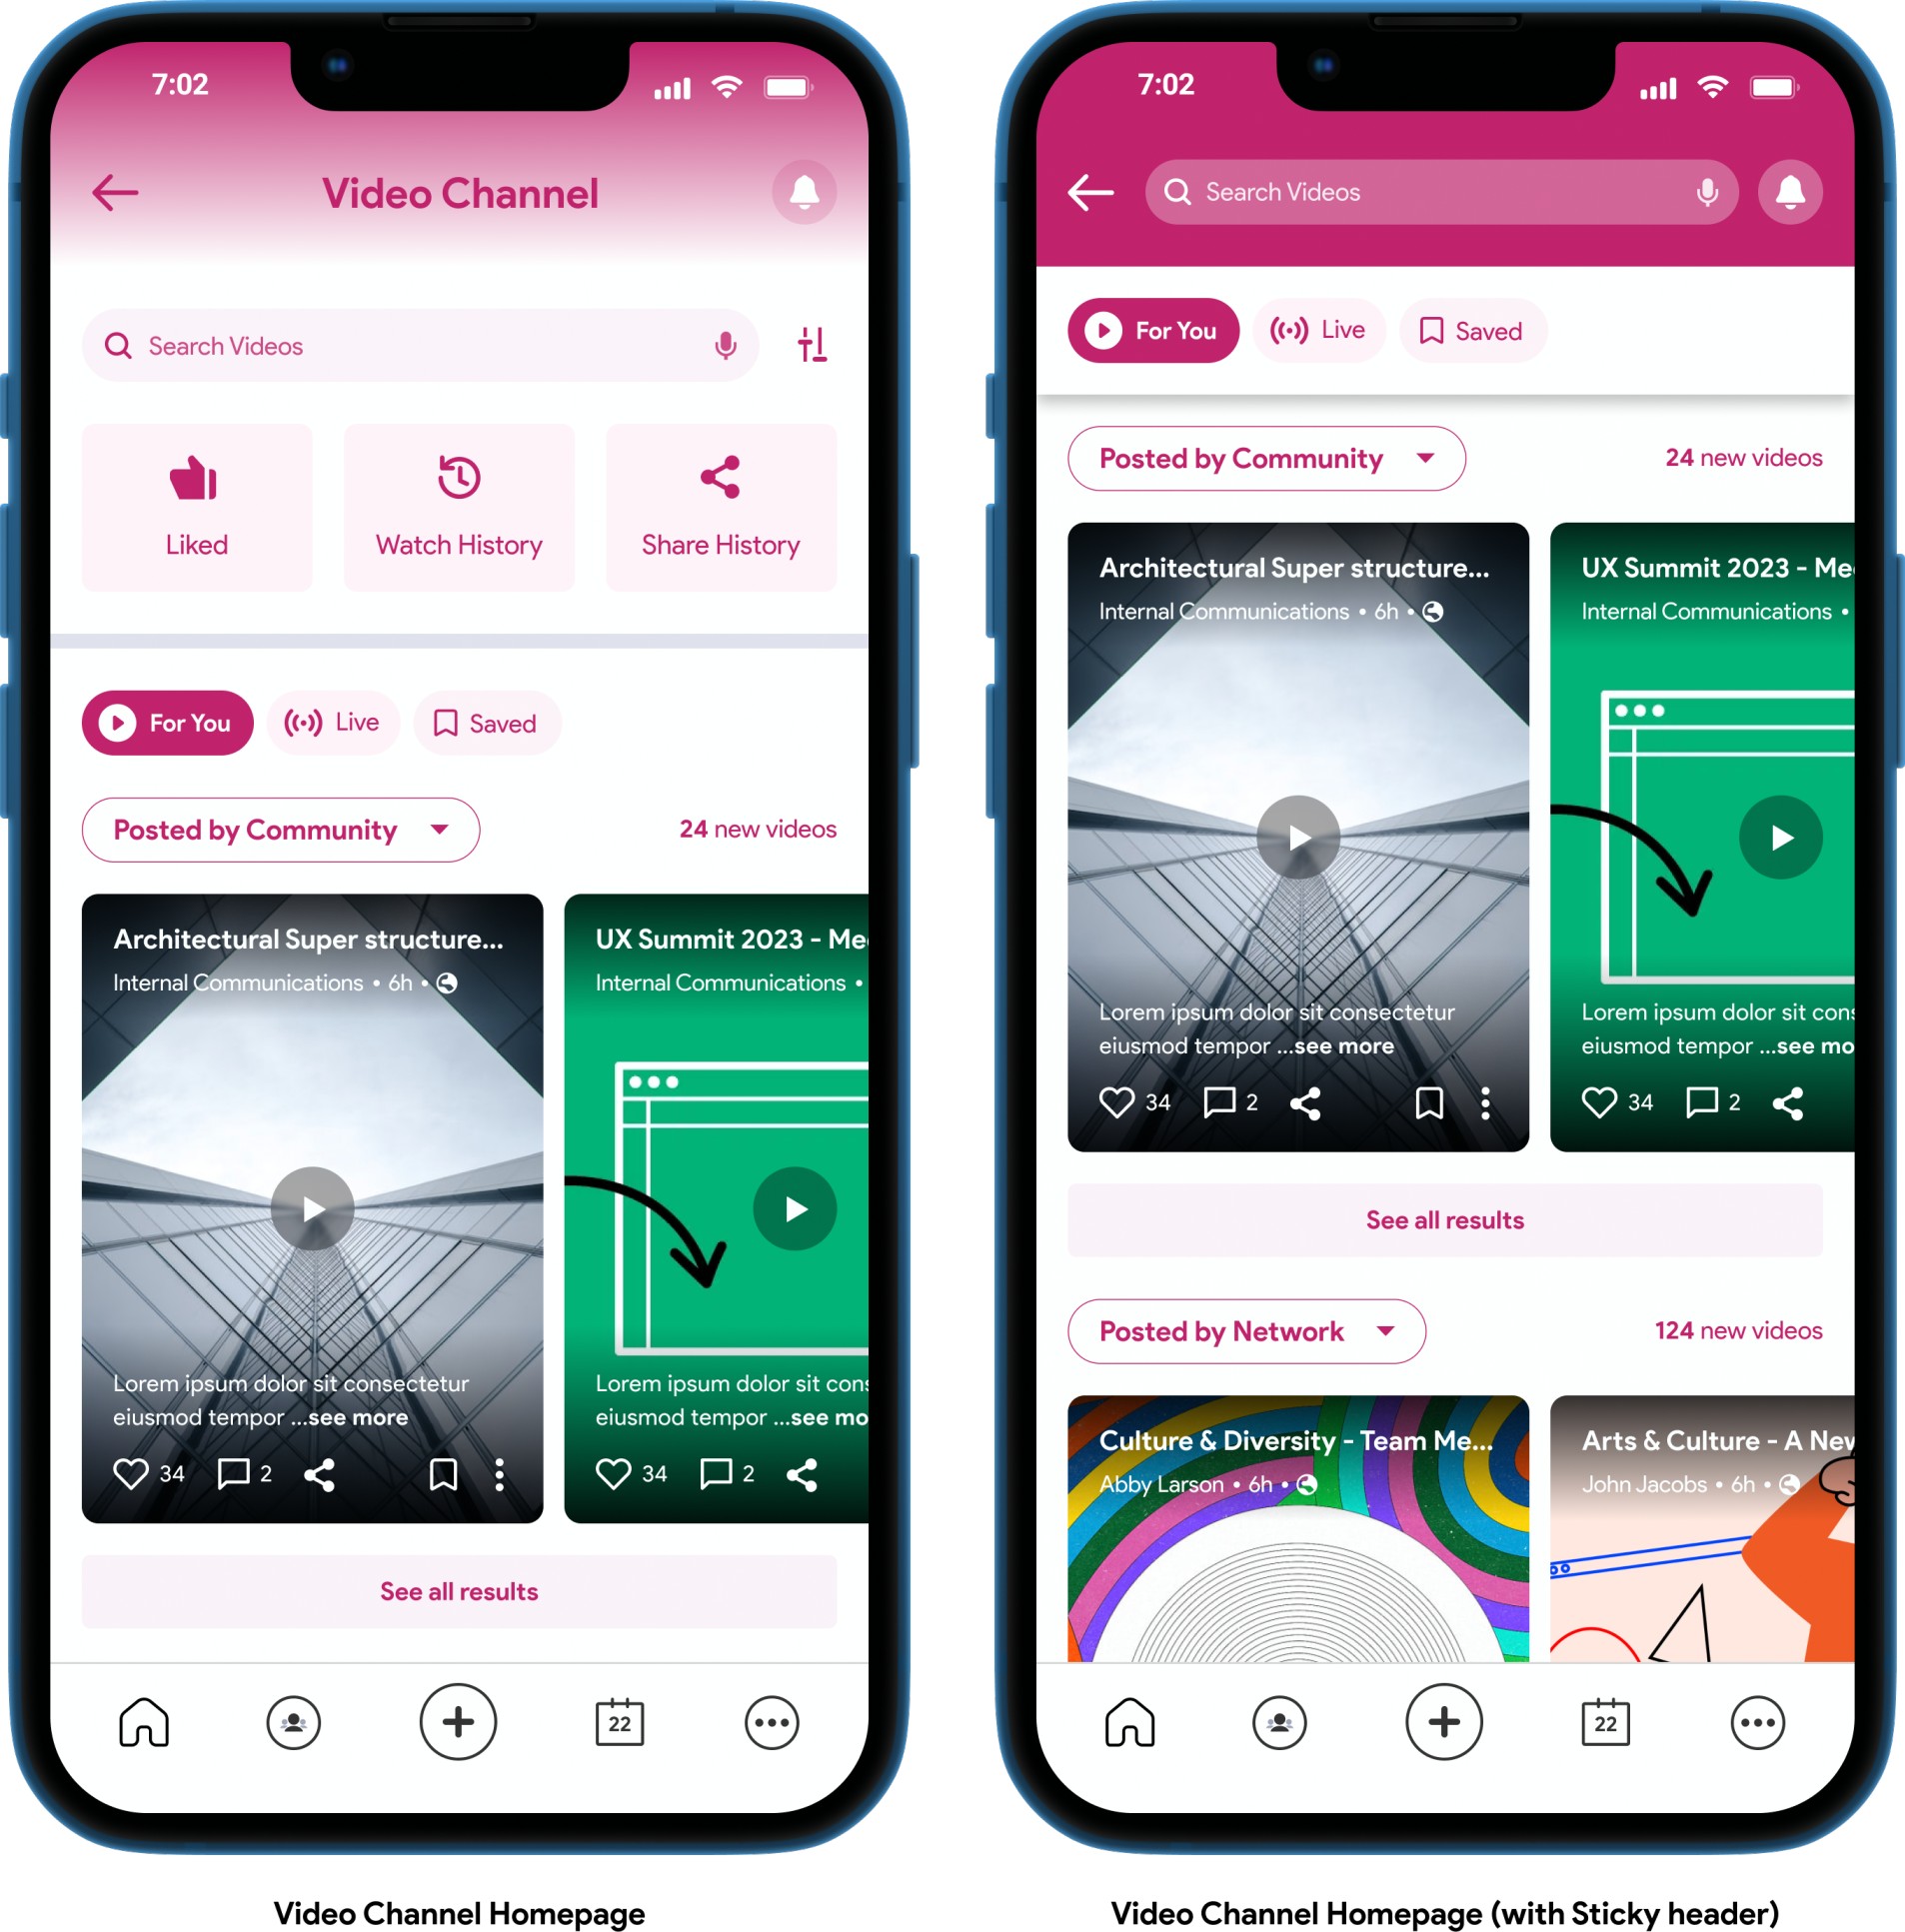 7:02
Video Channel
Search Videos
Liked
Watch History
Share History
For You
Live
Saved
Posted by Community
24 new videos
Architectural Super structure...
Internal Communications • 6h •
Lorem ipsum dolor sit consectetur
eiusmod tempor ...see more
34
2
UX Summit 2023 - Me
Internal Communications •
Lorem ipsum dolor sit cons
eiusmod tempor ...see mo
34
2
See all results
22
Video Channel Homepage
7:02
Search Videos
For You
Live
Saved
Posted by Community
24 new videos
Architectural Super structure...
Internal Communications • 6h •
Lorem ipsum dolor sit consectetur
eiusmod tempor ...see more
34
2
UX Summit 2023 - Me
Internal Communications •
Lorem ipsum dolor sit cons
eiusmod tempor ...see mo
34
2
See all results
Posted by Network
124 new videos
Culture & Diversity - Team Me...
Abby Larson • 6h •
Arts & Culture - A New
John Jacobs • 6h •
22
Video Channel Homepage (with Sticky header)